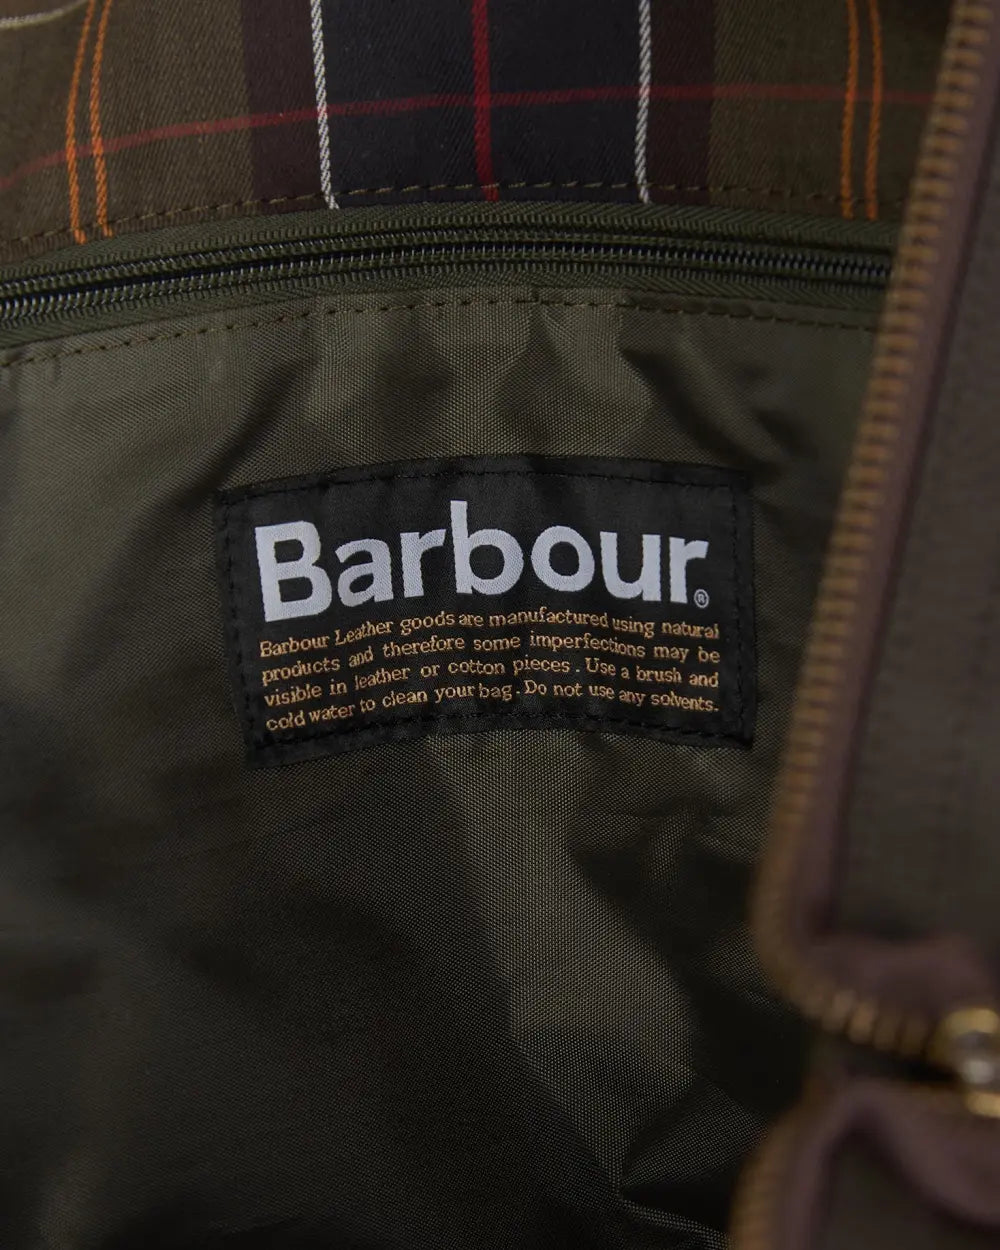 Barbour®
Barbour Leather goods are manufactured using natural
products and therefore some imperfections may be
visible in leather or cotton pieces. Use a brush and
cold water to clean your bag. Do not use any solvents.